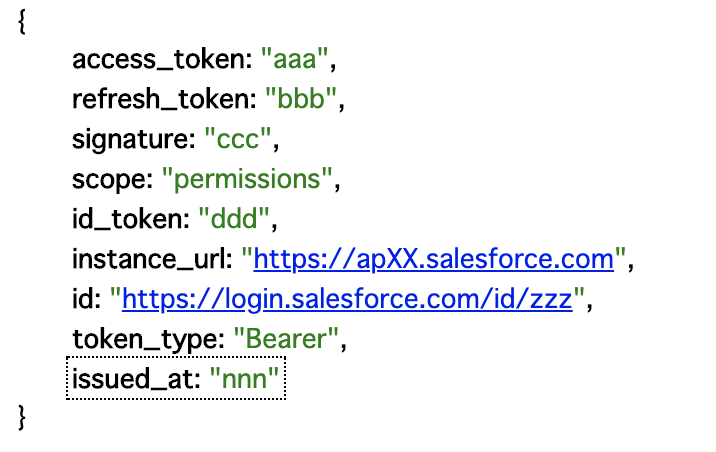 {
access_token: "aaa",
refresh_token: "bbb",
signature: "ccc",
scope: "permissions",
id_token: "ddd",
instance_url: "https://apXX.salesforce.com",
id: "https://login.salesforce.com/id/zzz",
token_type: "Bearer",
issued_at: "nnn"
}